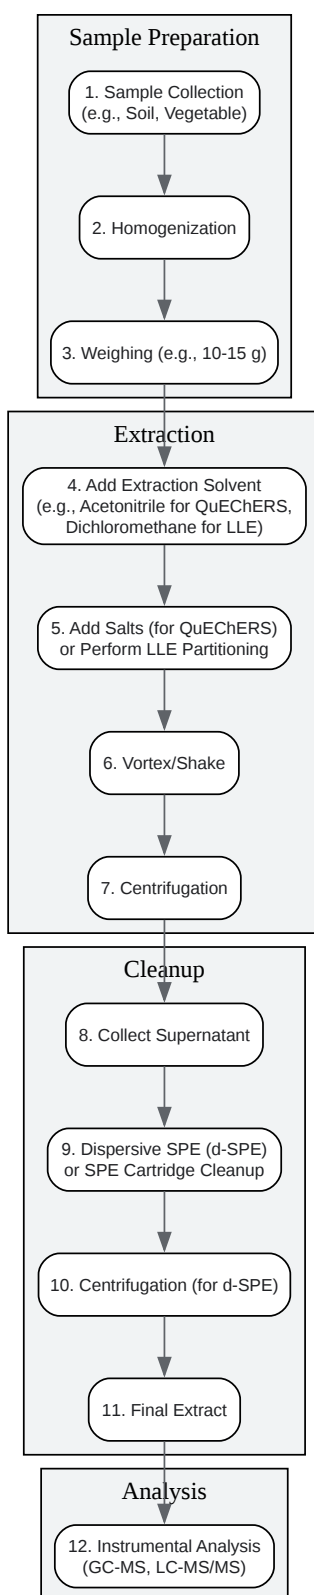 Sample Preparation
1. Sample Collection
(e.g., Soil, Vegetable)
2. Homogenization
3. Weighing (e.g., 10-15 g)
Extraction
4. Add Extraction Solvent
(e.g., Acetonitrile for QuEChERS,
Dichloromethane for LLE)
5. Add Salts (for QuEChERS)
or Perform LLE Partitioning
6. Vortex/Shake
7. Centrifugation
Cleanup
8. Collect Supernatant
9. Dispersive SPE (d-SPE)
or SPE Cartridge Cleanup
10. Centrifugation (for d-SPE)
11. Final Extract
Analysis
12. Instrumental Analysis
(GC-MS, LC-MS/MS)